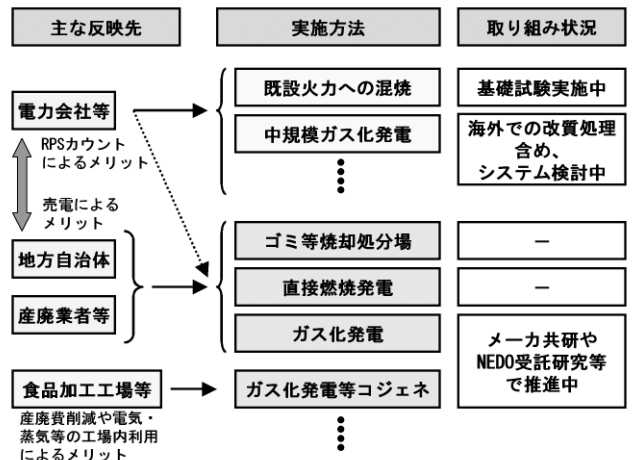 主な反映先
実施方法
取り組み状況
電力会社等
既設火力への混焼
基礎試験実施中
中規模ガス化発電
海外での改質処理
含め、
システム検討中
RPSカウント
によるメリット
売電による
メリット
地方自治体
産廃業者等
ゴミ等焼却処分場
－
直接燃焼発電
－
ガス化発電
メーカ共研や
NEDO受託研究等
で推進中
食品加工工場等
ガス化発電等コジェネ
産廃費削減や電気・
蒸気等の工場内利用
によるメリット